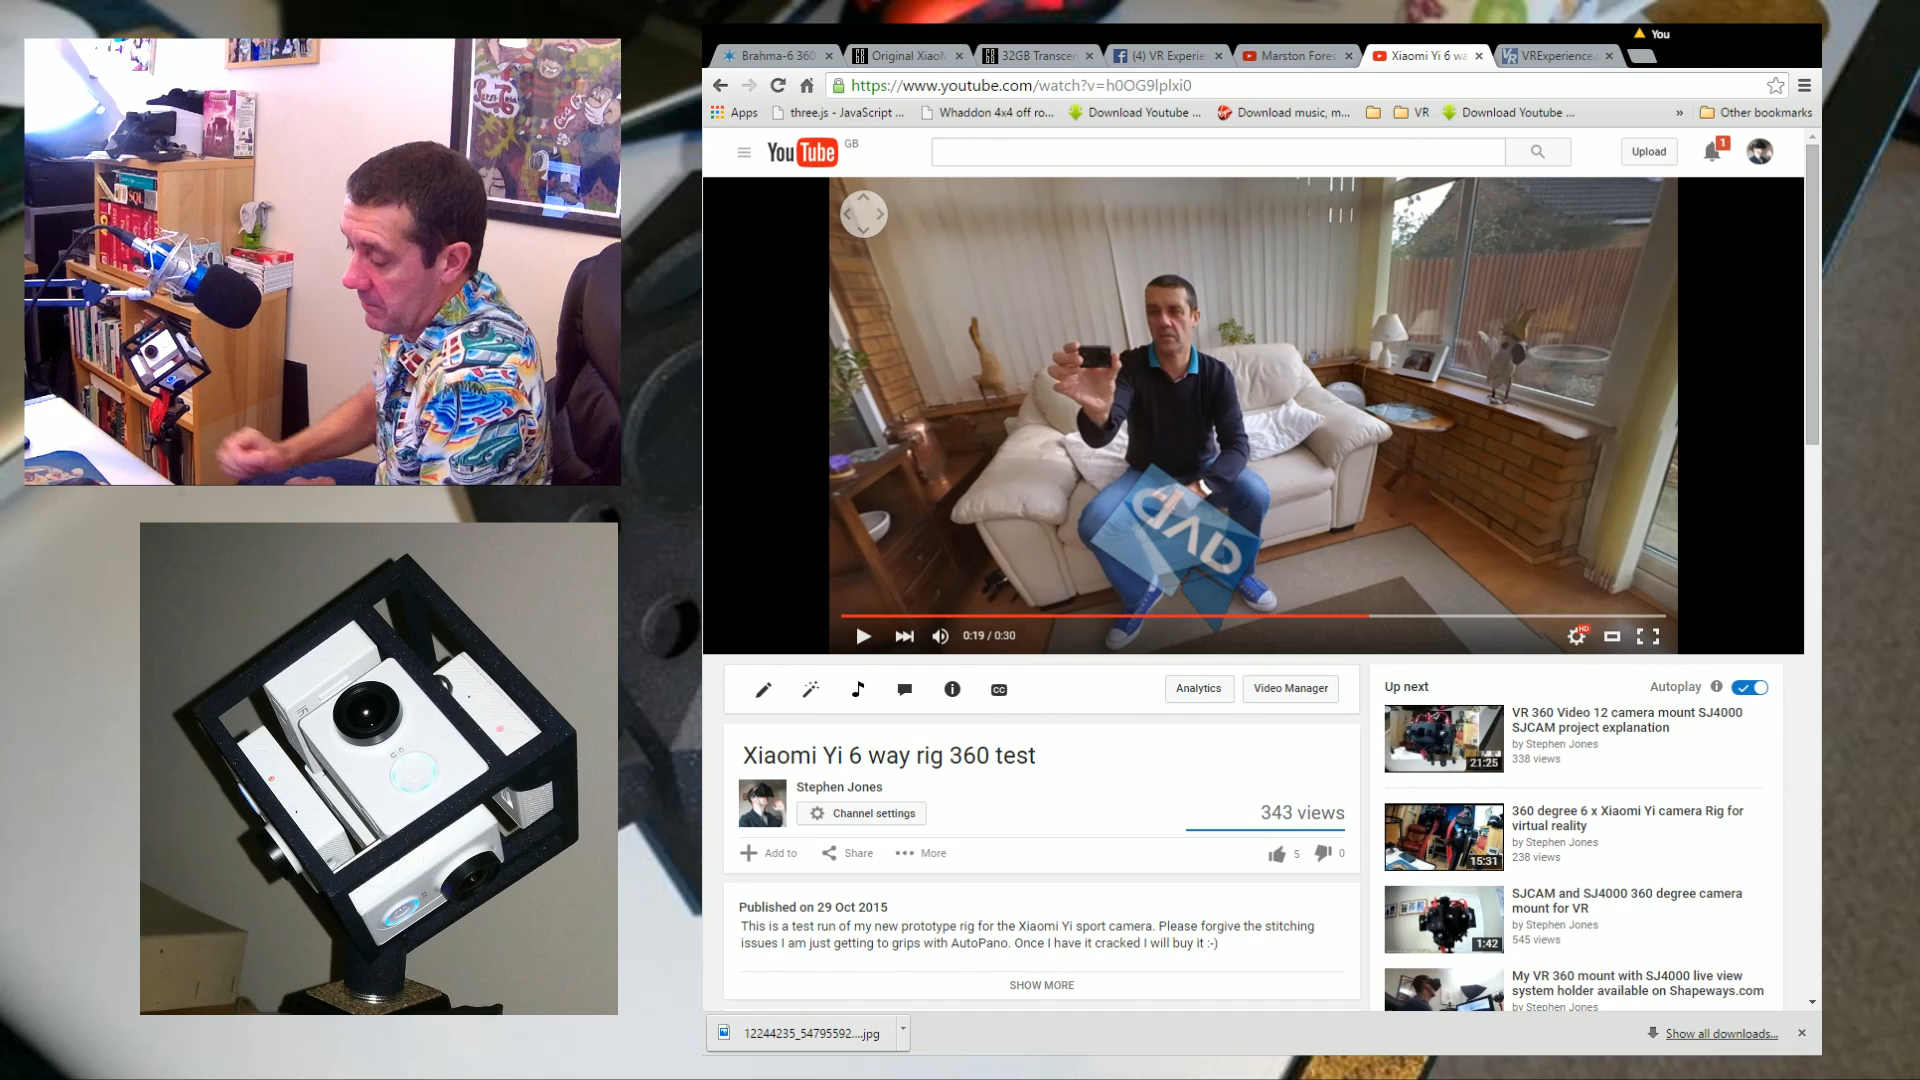 You
Brahma-6 360
Original XiaoM
32GB Transcen
(4) VR Experie
Marston Fores
Xiaomi Yi 6 wa
VRExperience.
https://www.youtube.com/watch?v=h0OG9lplxi0
Apps
three.js - JavaScript ...
Whaddon 4x4 off ro...
Download Youtube ...
Download music, m...
VR
Download Youtube ...
»
Other bookmarks
YouTube GB
Upload
1
SQL
DAD
0:19 / 0:30
HD
CC
Analytics
Video Manager
Xiaomi Yi 6 way rig 360 test
Stephen Jones
Channel settings
343 views
Add to
Share
More
5
0
Published on 29 Oct 2015
This is a test run of my new prototype rig for the Xiaomi Yi sport camera. Please forgive the stitching
issues I am just getting to grips with AutoPano. Once I have it cracked I will buy it :-)
SHOW MORE
Up next
Autoplay
VR 360 Video 12 camera mount SJ4000
SJCAM project explanation
by Stephen Jones
338 views
21:25
360 degree 6 x Xiaomi Yi camera Rig for
virtual reality
by Stephen Jones
238 views
15:31
SJCAM and SJ4000 360 degree camera
mount for VR
by Stephen Jones
545 views
1:42
My VR 360 mount with SJ4000 live view
system holder available on Shapeways.com
by Stephen Jones
12244235_54795592....jpg
Show all downloads...